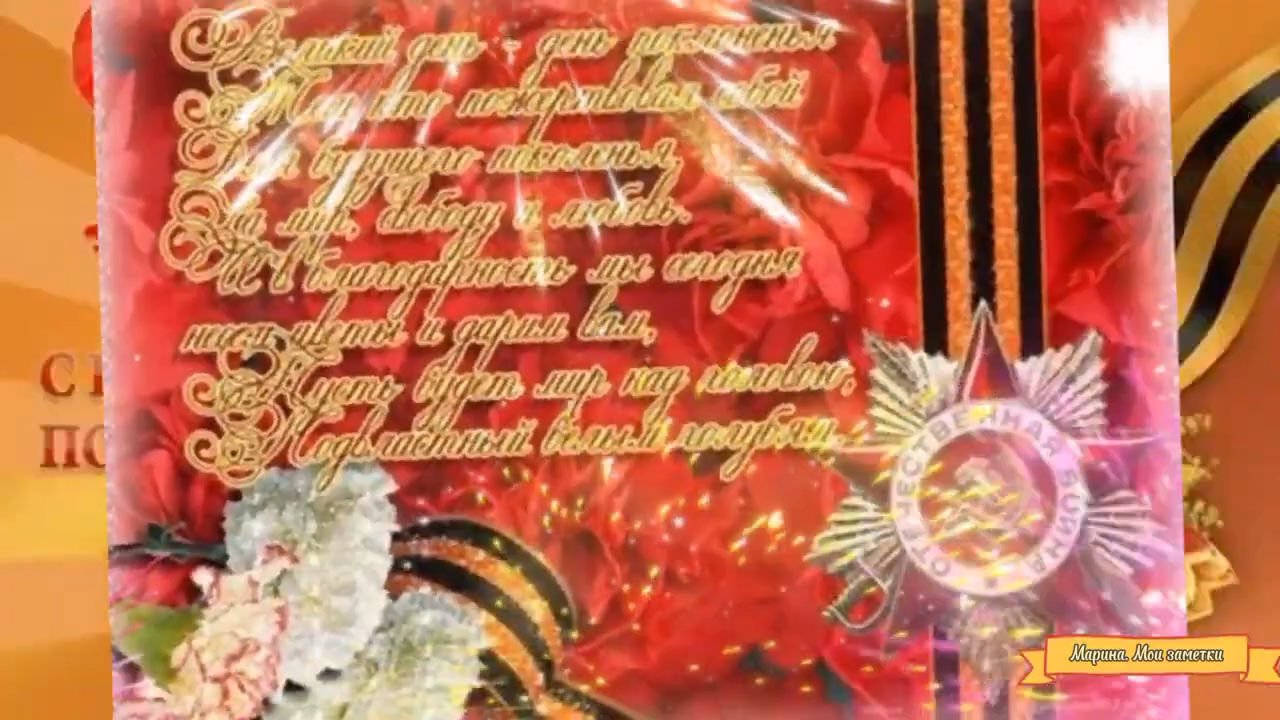 Великий день - день поклоненья
Тем, кто пожертвовал собой
Для будущего поколенья,
За мир, свободу и любовь.
И в благодарность мы сегодня
цветы и дарим вам,
Пусть будет мир над головою,
Подвластный белым голубям
ОТЕЧЕСТВЕННАЯ ВОЙНА
С
ПО
Марина. Мои заметки